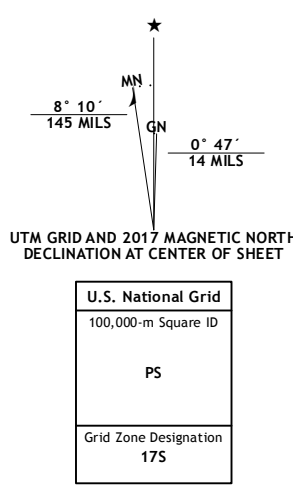 ★
MN
8° 10´
145 MILS
GN
0° 47´
14 MILS
UTM GRID AND 2017 MAGNETIC NORTH
DECLINATION AT CENTER OF SHEET
U.S. National Grid
100,000-m Square ID
PS
Grid Zone Designation
17S